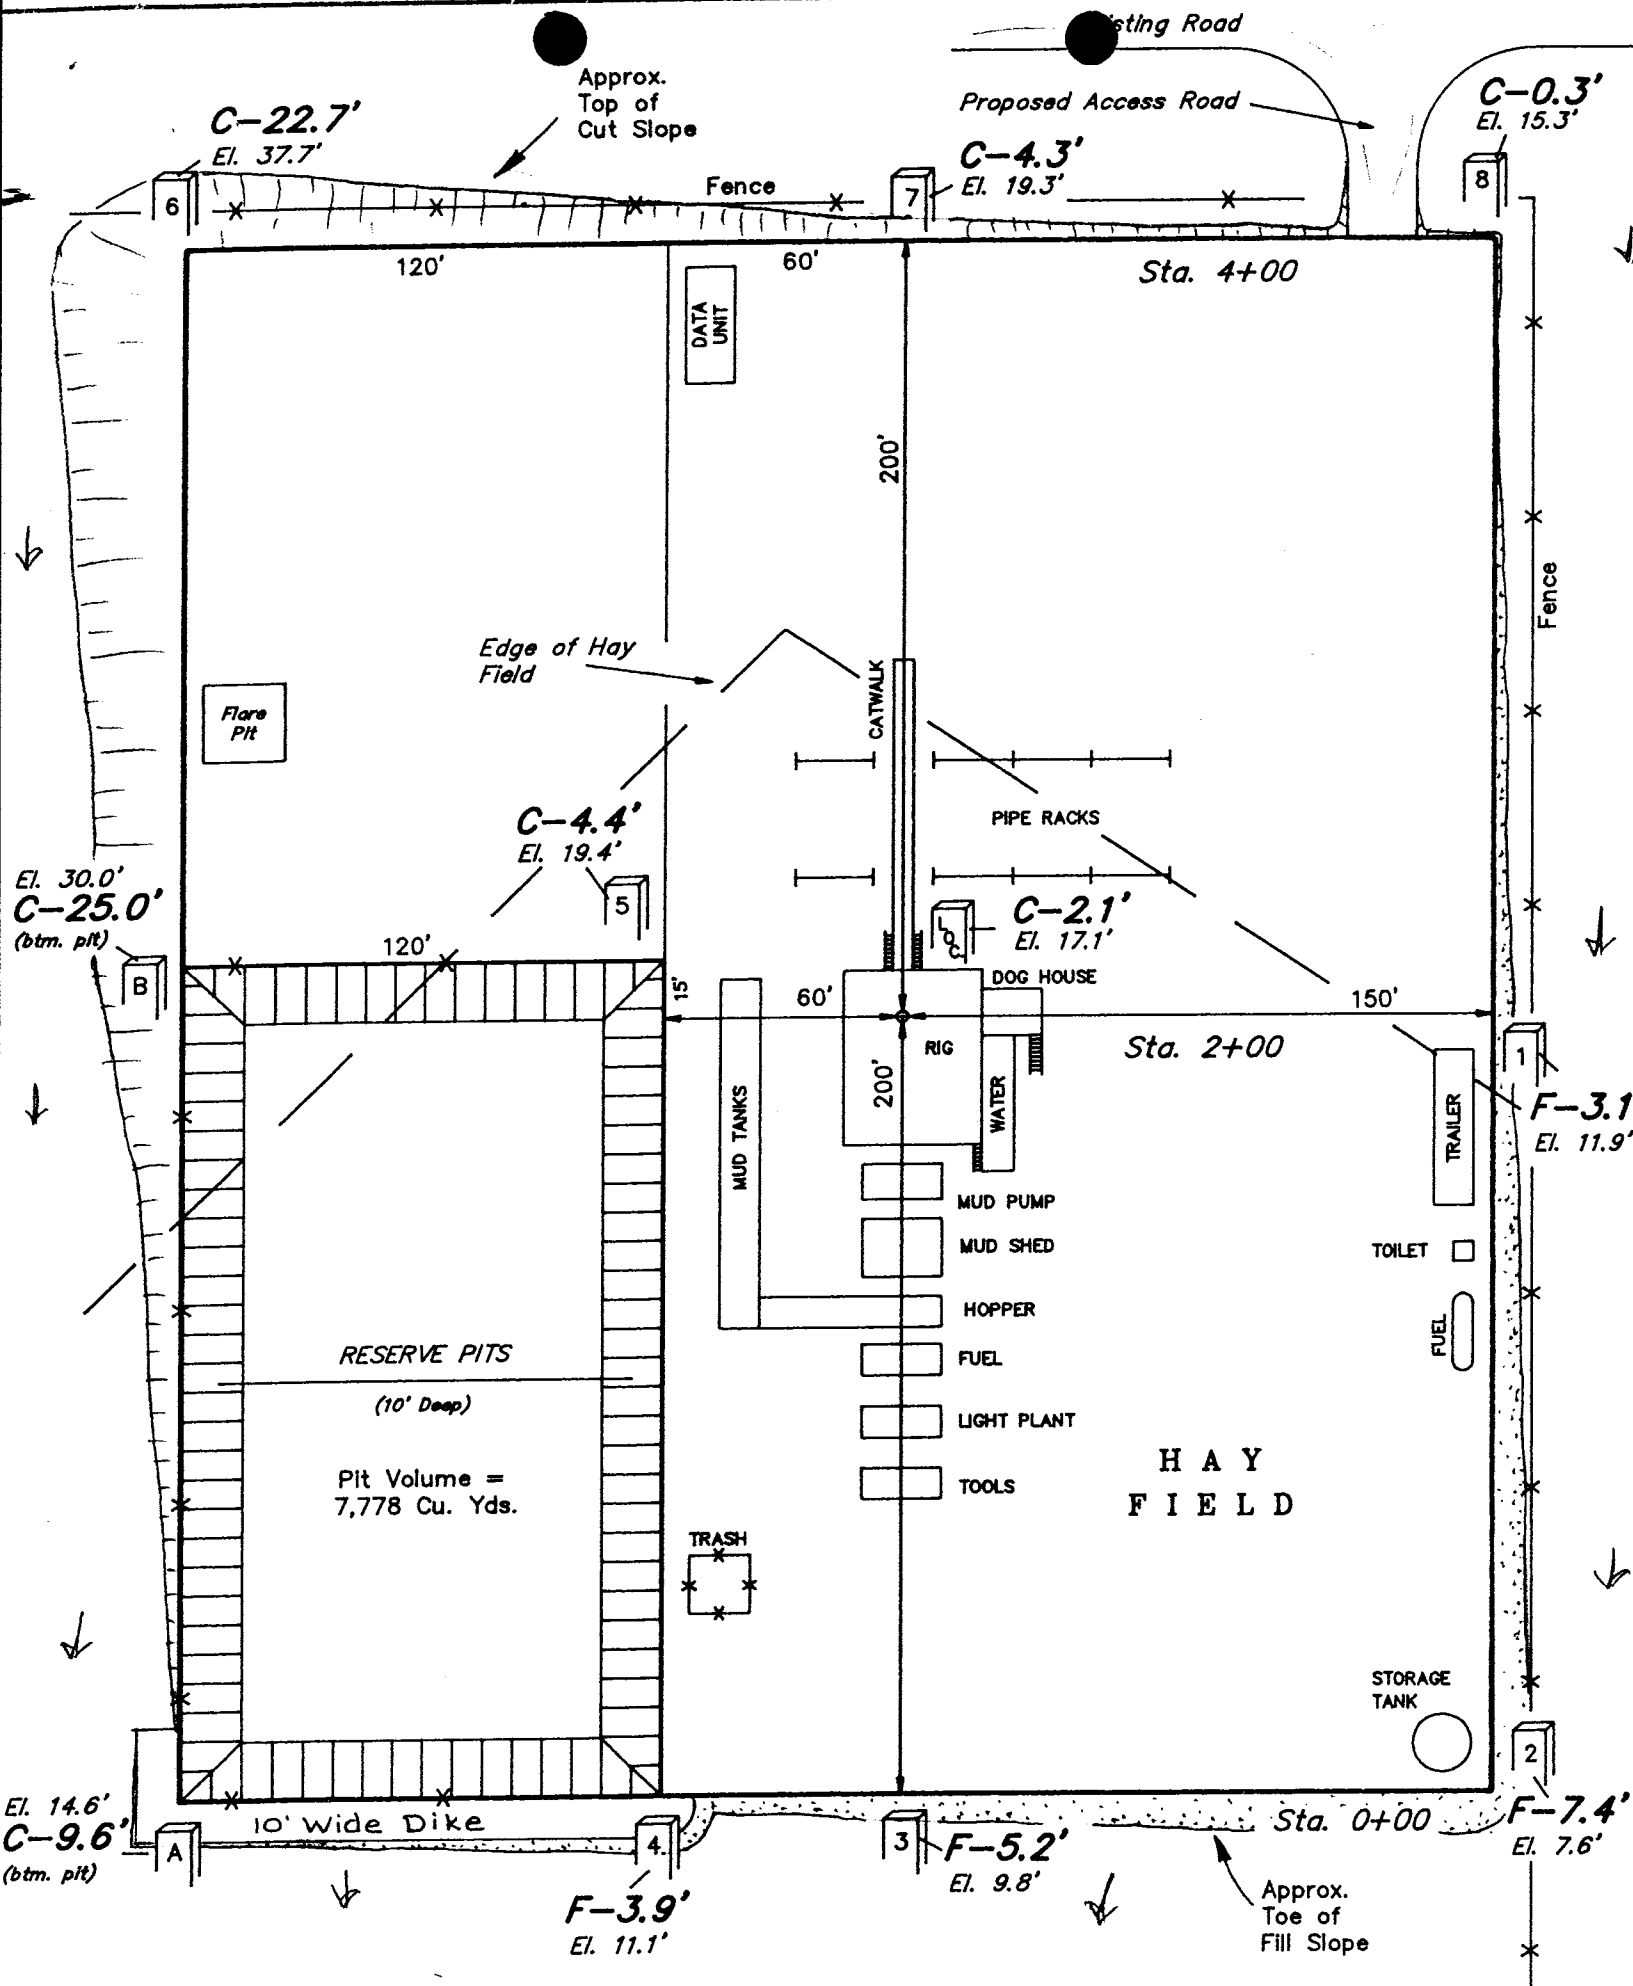 sting Road
Approx.
Top of
Cut Slope
Proposed Access Road
C-0.3'
El. 15.3'
C-22.7'
El. 37.7'
C-4.3'
El. 19.3'
Fence
6
7
8
120'
60'
Sta. 4+00
DATA
UNIT
200'
Fence
Edge of Hay
Field
CATWALK
Flare
Pit
C-4.4'
El. 19.4'
PIPE RACKS
El. 30.0'
C-25.0'
(btm. pit)
5
LOC.
C-2.1'
El. 17.1'
B
120'
15'
60'
DOG HOUSE
150'
RIG
Sta. 2+00
1
200'
MUD TANKS
WATER
TRAILER
F-3.1
El. 11.9'
MUD PUMP
MUD SHED
TOILET
HOPPER
FUEL
RESERVE PITS
FUEL
(10' Deep)
LIGHT PLANT
HAY
FIELD
Pit Volume =
7,778 Cu. Yds.
TOOLS
TRASH
STORAGE
TANK
2
El. 14.6'
C-9.6'
(btm. pit)
A
10' Wide Dike
4
3
F-5.2'
El. 9.8'
Sta. 0+00
F-7.4'
El. 7.6'
F-3.9'
El. 11.1'
Approx.
Toe of
Fill Slope